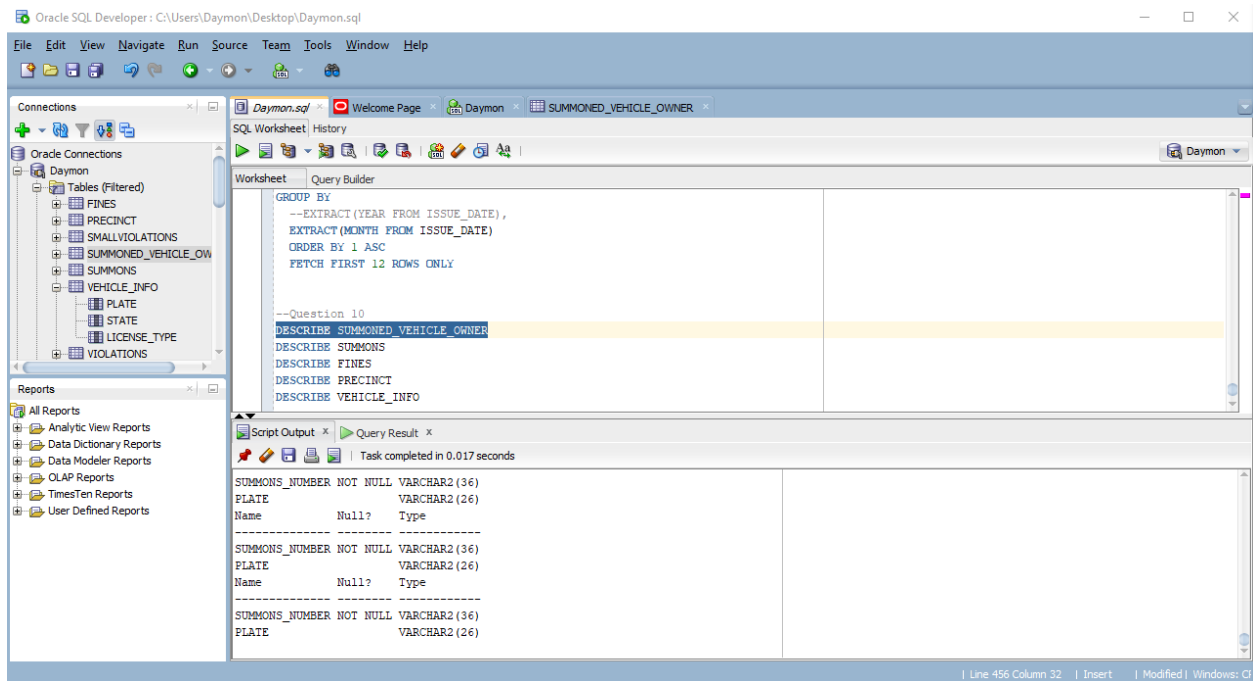 Oracle SQL Developer : C:\Users\Daymon\Desktop\Daymon.sql
File Edit View Navigate Run Source Team Tools Window Help
Connections
Oracle Connections
Daymon
Tables (Filtered)
FINES
PRECINCT
SMALLVIOLATIONS
SUMMONED_VEHICLE_OW
SUMMONS
VEHICLE_INFO
PLATE
STATE
LICENSE_TYPE
VIOLATIONS
Reports
All Reports
Analytic View Reports
Data Dictionary Reports
Data Modeler Reports
OLAP Reports
TimesTen Reports
User Defined Reports
Daymon.sql Welcome Page Daymon SUMMONED_VEHICLE_OWNER
SQL Worksheet History
Daymon
Worksheet Query Builder
GROUP BY
--EXTRACT(YEAR FROM ISSUE_DATE),
EXTRACT(MONTH FROM ISSUE_DATE)
ORDER BY 1 ASC
FETCH FIRST 12 ROWS ONLY
--Question 10
DESCRIBE SUMMONED_VEHICLE_OWNER
DESCRIBE SUMMONS
DESCRIBE FINES
DESCRIBE PRECINCT
DESCRIBE VEHICLE_INFO
Script Output x Query Result x
Task completed in 0.017 seconds
SUMMONS_NUMBER NOT NULL VARCHAR2(36)
PLATE VARCHAR2(26)
Name Null? Type
-------------- -------- ------------
SUMMONS_NUMBER NOT NULL VARCHAR2(36)
PLATE VARCHAR2(26)
Name Null? Type
-------------- -------- ------------
SUMMONS_NUMBER NOT NULL VARCHAR2(36)
PLATE VARCHAR2(26)
| Line 456 Column 32 | Insert | Modified | Windows: Cl